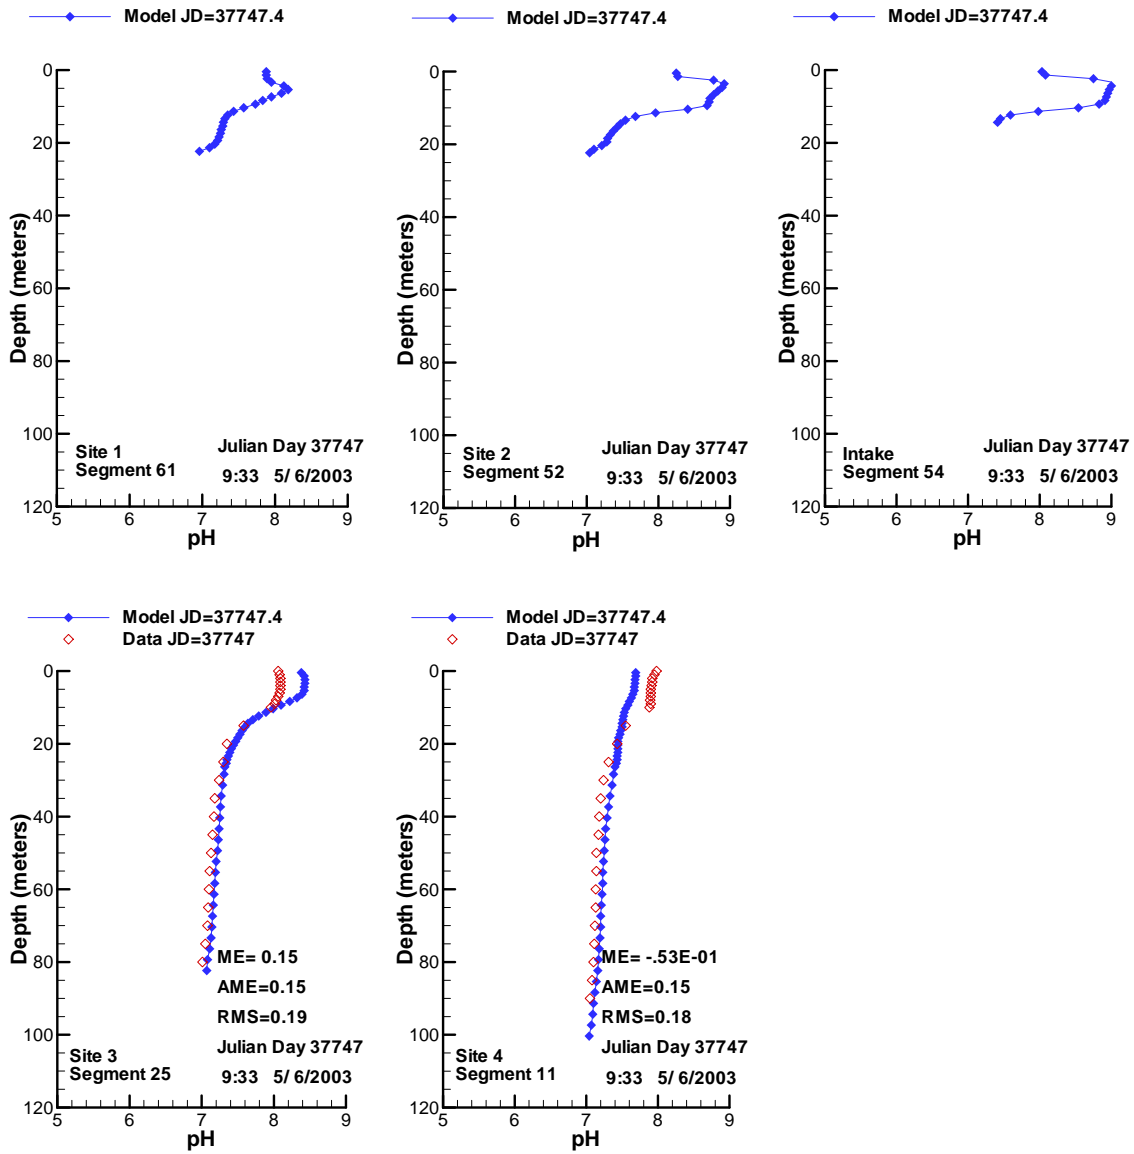 Model JD=37747.4
0
20
40
60
80
100
120
Depth (meters)
Site 1
Segment 61
Julian Day 37747
9:33 5/ 6/2003
5 6 7 8 9
pH
Model JD=37747.4
0
20
40
60
80
100
120
Depth (meters)
Site 2
Segment 52
Julian Day 37747
9:33 5/ 6/2003
5 6 7 8 9
pH
Model JD=37747.4
0
20
40
60
80
100
120
Depth (meters)
Intake
Segment 54
Julian Day 37747
9:33 5/ 6/2003
5 6 7 8 9
pH
Model JD=37747.4
Data JD=37747
0
20
40
60
80
100
120
Depth (meters)
ME= 0.15
AME=0.15
RMS=0.19
Site 3
Segment 25
Julian Day 37747
9:33 5/ 6/2003
5 6 7 8 9
pH
Model JD=37747.4
Data JD=37747
0
20
40
60
80
100
120
Depth (meters)
ME= -.53E-01
AME=0.15
RMS=0.18
Site 4
Segment 11
Julian Day 37747
9:33 5/ 6/2003
5 6 7 8 9
pH